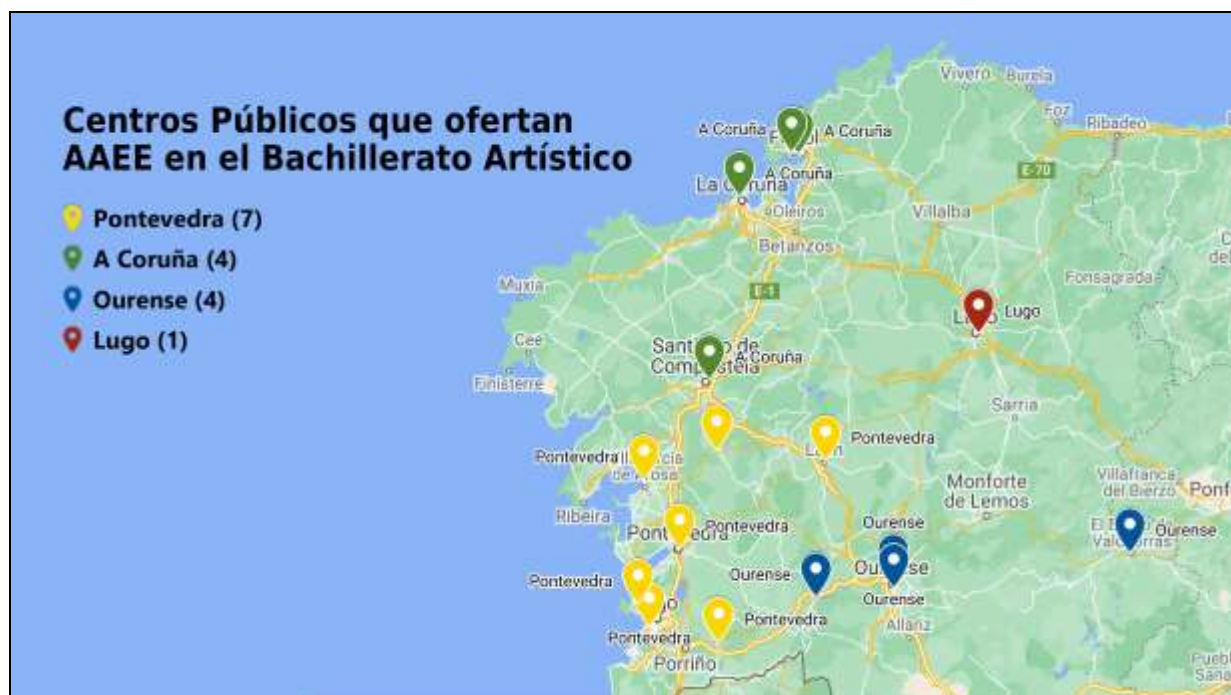 Centros Públicos que ofertan
AAEE en el Bachillerato Artístico
Pontevedra (7)
A Coruña (4)
Ourense (4)
Lugo (1)
Vivero
Burela
Foz
Ribadeo
A Coruña
A Coruña
A Coruña
La Coruña
E-70
Oleiros
Villalba
Betanzos
Muxia
Fonsagrada
E-1
Lugo
Cee
A Coruña
Finisterre
Sarria
Pontevedra
Pontevedra
Monforte
de Lemos
Villafranca
del Bierzo
Ribeira
Ourense
Ourense
Pontevedra
Pontevedra
Ourense
Ourense
Pontevedra
Allariz
Pontevedra
Porriño